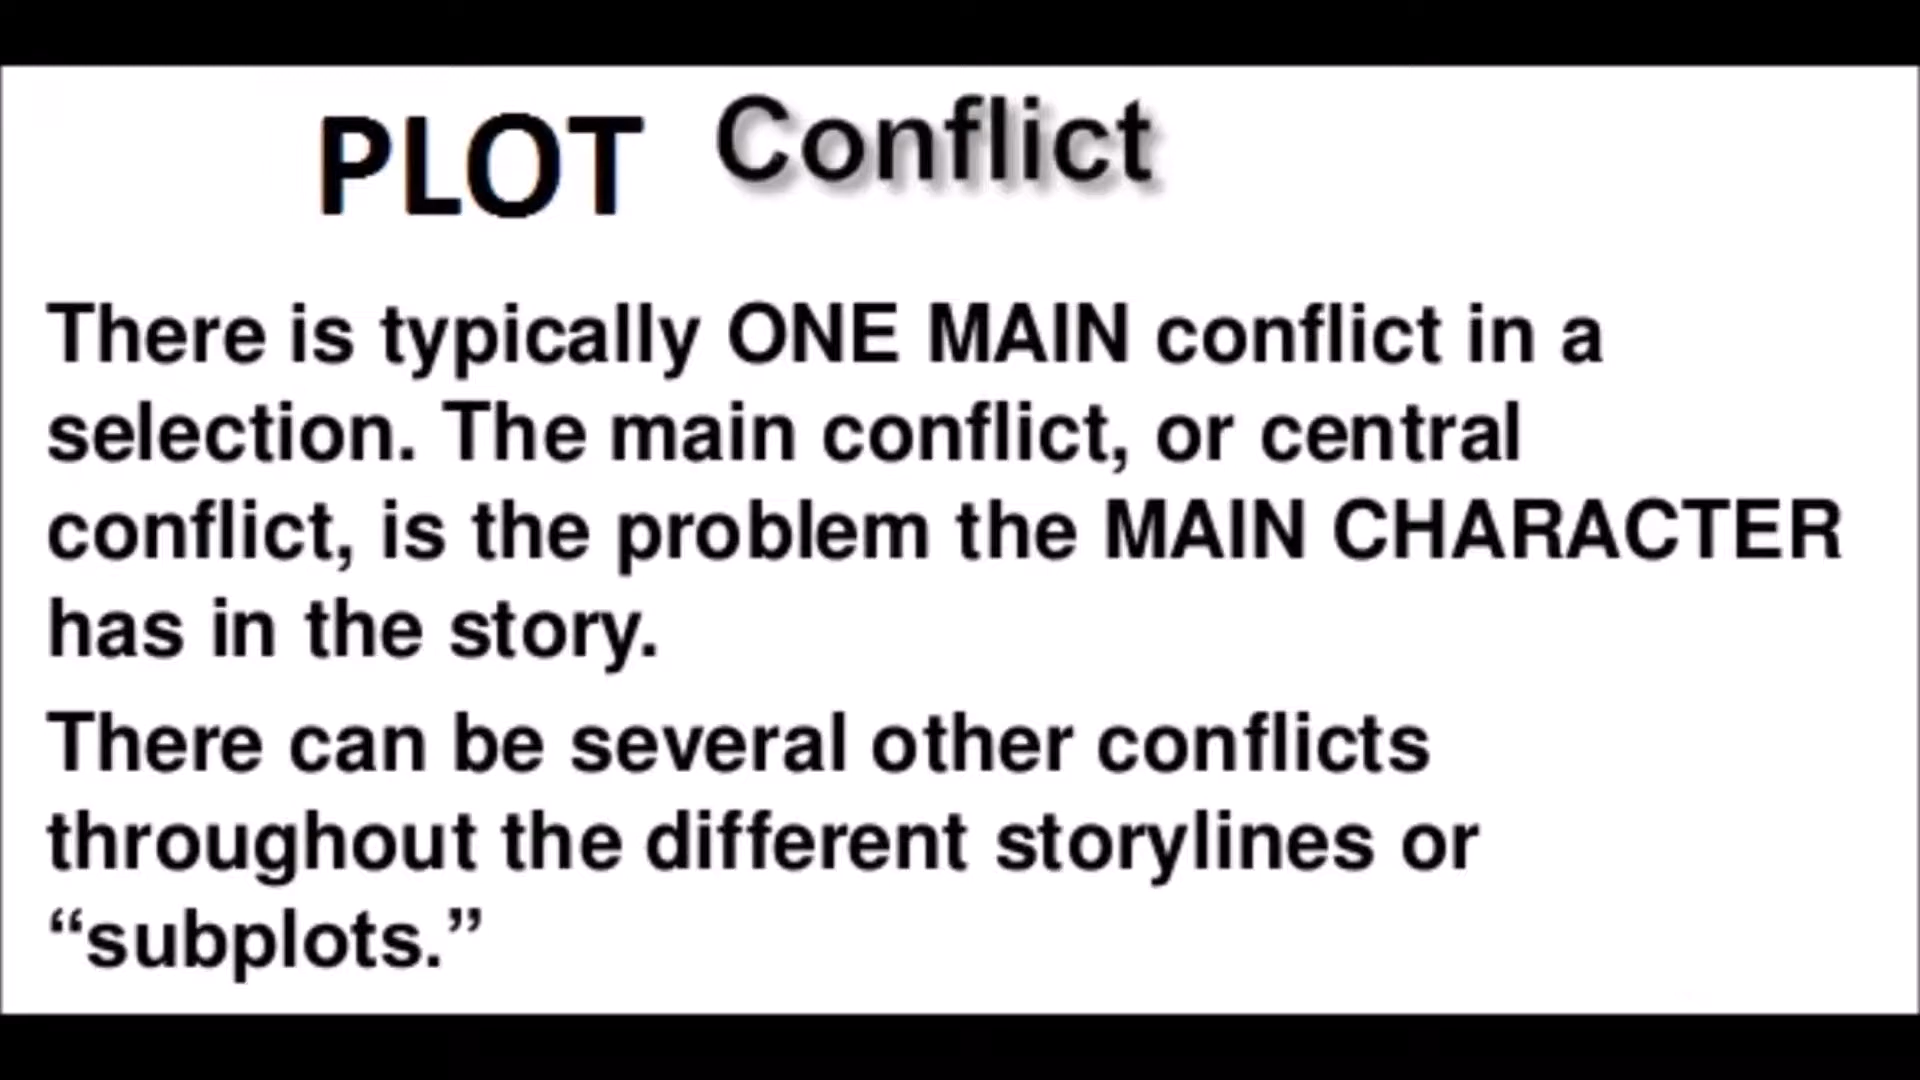 PLOT Conflict
There is typically ONE MAIN conflict in a
selection. The main conflict, or central
conflict, is the problem the MAIN CHARACTER
has in the story.
There can be several other conflicts
throughout the different storylines or
“subplots.”